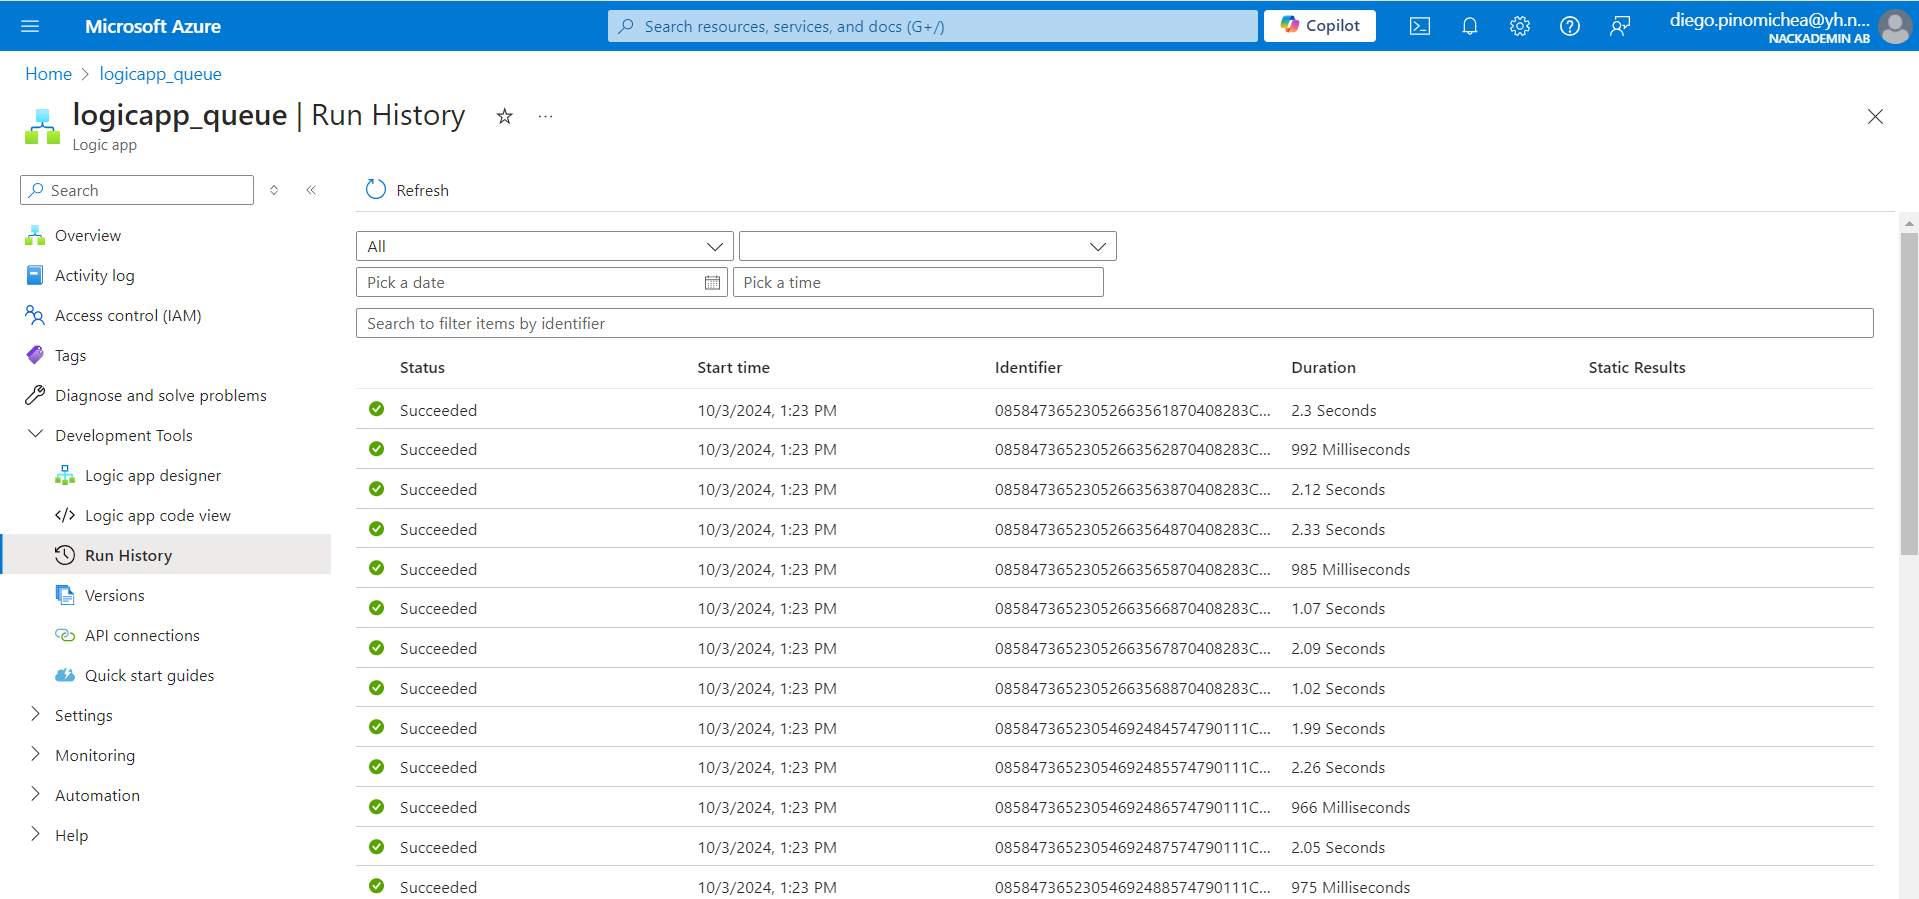 Microsoft Azure
Search resources, services, and docs (G+/)
Copilot
diego.pinomichea@yh.n...
NACKADEMIN AB
Home > logicapp_queue
logicapp_queue | Run History
...
Logic app
Search
Refresh
Overview
Activity log
Access control (IAM)
Tags
Diagnose and solve problems
Development Tools
Logic app designer
Logic app code view
Run History
Versions
API connections
Quick start guides
Settings
Monitoring
Automation
Help
All
Pick a date
Pick a time
Search to filter items by identifier
Status Start time Identifier Duration Static Results
Succeeded 10/3/2024, 1:23 PM 08584736523052663561870408283C... 2.3 Seconds
Succeeded 10/3/2024, 1:23 PM 08584736523052663562870408283C... 992 Milliseconds
Succeeded 10/3/2024, 1:23 PM 08584736523052663563870408283C... 2.12 Seconds
Succeeded 10/3/2024, 1:23 PM 08584736523052663564870408283C... 2.33 Seconds
Succeeded 10/3/2024, 1:23 PM 08584736523052663565870408283C... 985 Milliseconds
Succeeded 10/3/2024, 1:23 PM 08584736523052663566870408283C... 1.07 Seconds
Succeeded 10/3/2024, 1:23 PM 08584736523052663567870408283C... 2.09 Seconds
Succeeded 10/3/2024, 1:23 PM 08584736523052663568870408283C... 1.02 Seconds
Succeeded 10/3/2024, 1:23 PM 08584736523054692484574790111C... 1.99 Seconds
Succeeded 10/3/2024, 1:23 PM 08584736523054692485574790111C... 2.26 Seconds
Succeeded 10/3/2024, 1:23 PM 08584736523054692486574790111C... 966 Milliseconds
Succeeded 10/3/2024, 1:23 PM 08584736523054692487574790111C... 2.05 Seconds
Succeeded 10/3/2024, 1:23 PM 08584736523054692488574790111C... 975 Milliseconds